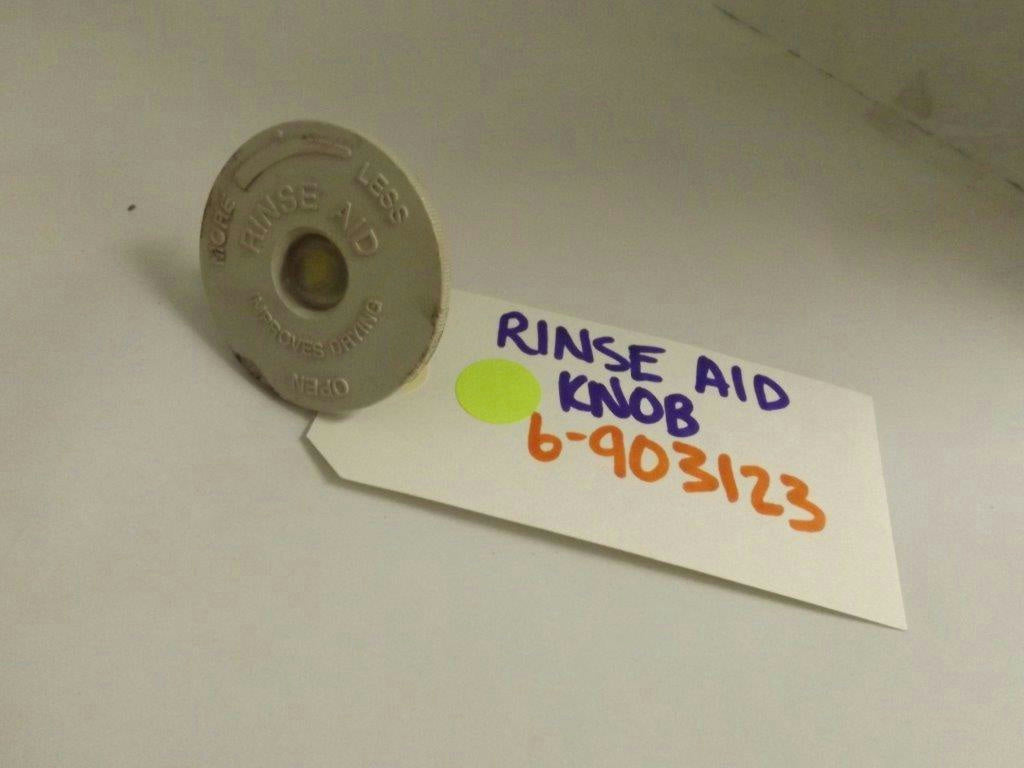 MORE
LESS
RINSE AID
IMPROVES DRYING
OPEN
RINSE AID
KNOB
6-903123